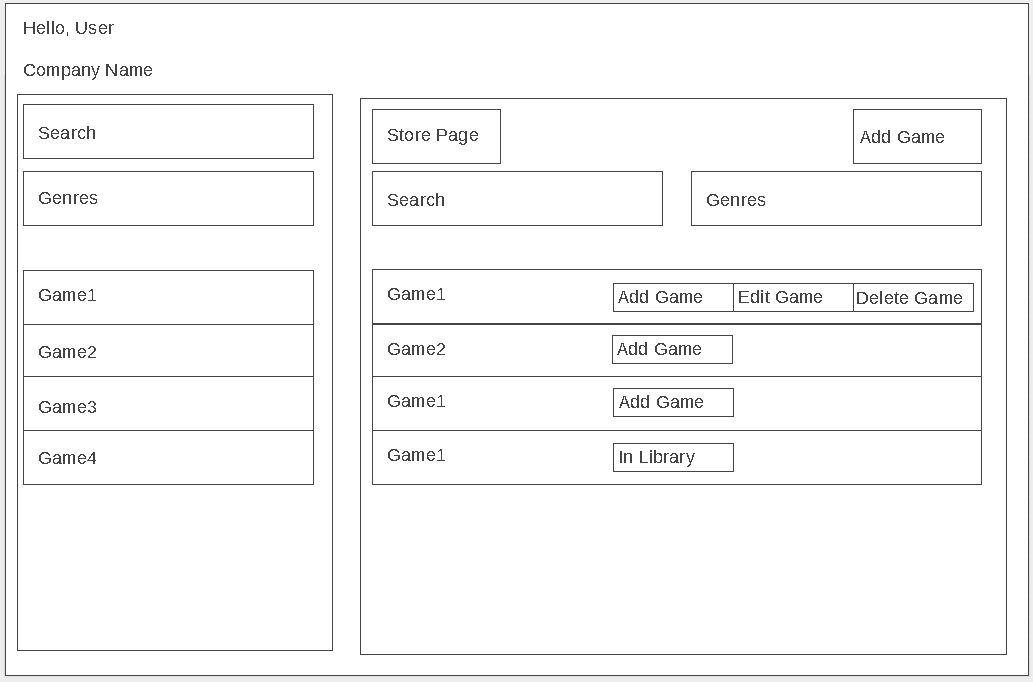 Hello, User
Company Name
Search
Genres
Game1
Game2
Game3
Game4
Store Page
Add Game
Search
Genres
Game1 Add Game Edit Game Delete Game
Game2 Add Game
Game1 Add Game
Game1 In Library